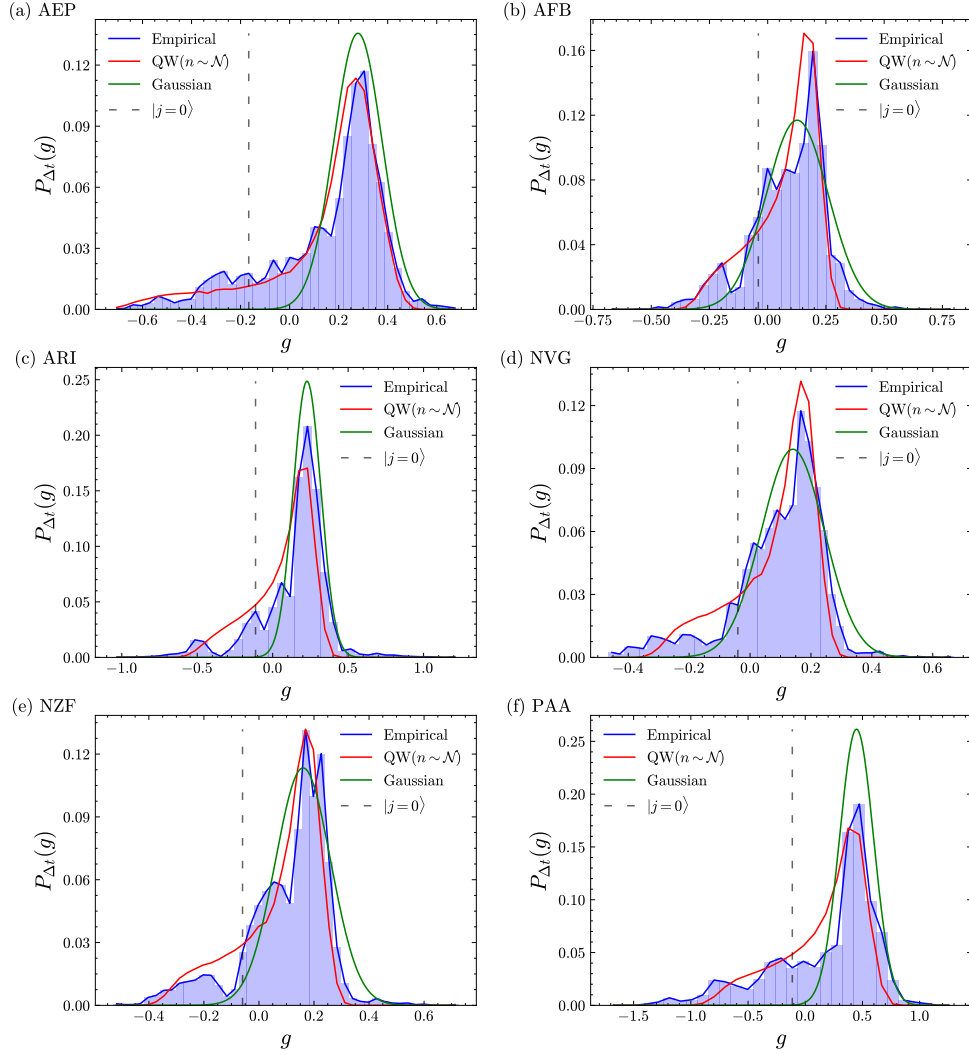 (a) AEP
Empirical
QW(n ∼ 𝒩)
Gaussian
|j=0⟩
P_Δt(g)
0.00
0.03
0.06
0.09
0.12
−0.6
−0.4
−0.2
0.0
0.2
0.4
0.6
g
(b) AFB
Empirical
QW(n ∼ 𝒩)
Gaussian
|j=0⟩
P_Δt(g)
0.00
0.04
0.08
0.12
0.16
−0.75
−0.50
−0.25
0.00
0.25
0.50
0.75
g
(c) ARI
Empirical
QW(n ∼ 𝒩)
Gaussian
|j=0⟩
P_Δt(g)
0.00
0.05
0.10
0.15
0.20
0.25
−1.0
−0.5
0.0
0.5
1.0
g
(d) NVG
Empirical
QW(n ∼ 𝒩)
Gaussian
|j=0⟩
P_Δt(g)
0.00
0.03
0.06
0.09
0.12
−0.4
−0.2
0.0
0.2
0.4
0.6
g
(e) NZF
Empirical
QW(n ∼ 𝒩)
Gaussian
|j=0⟩
P_Δt(g)
0.00
0.03
0.06
0.09
0.12
−0.4
−0.2
0.0
0.2
0.4
0.6
g
(f) PAA
Empirical
QW(n ∼ 𝒩)
Gaussian
|j=0⟩
P_Δt(g)
0.00
0.05
0.10
0.15
0.20
0.25
−1.5
−1.0
−0.5
0.0
0.5
1.0
g